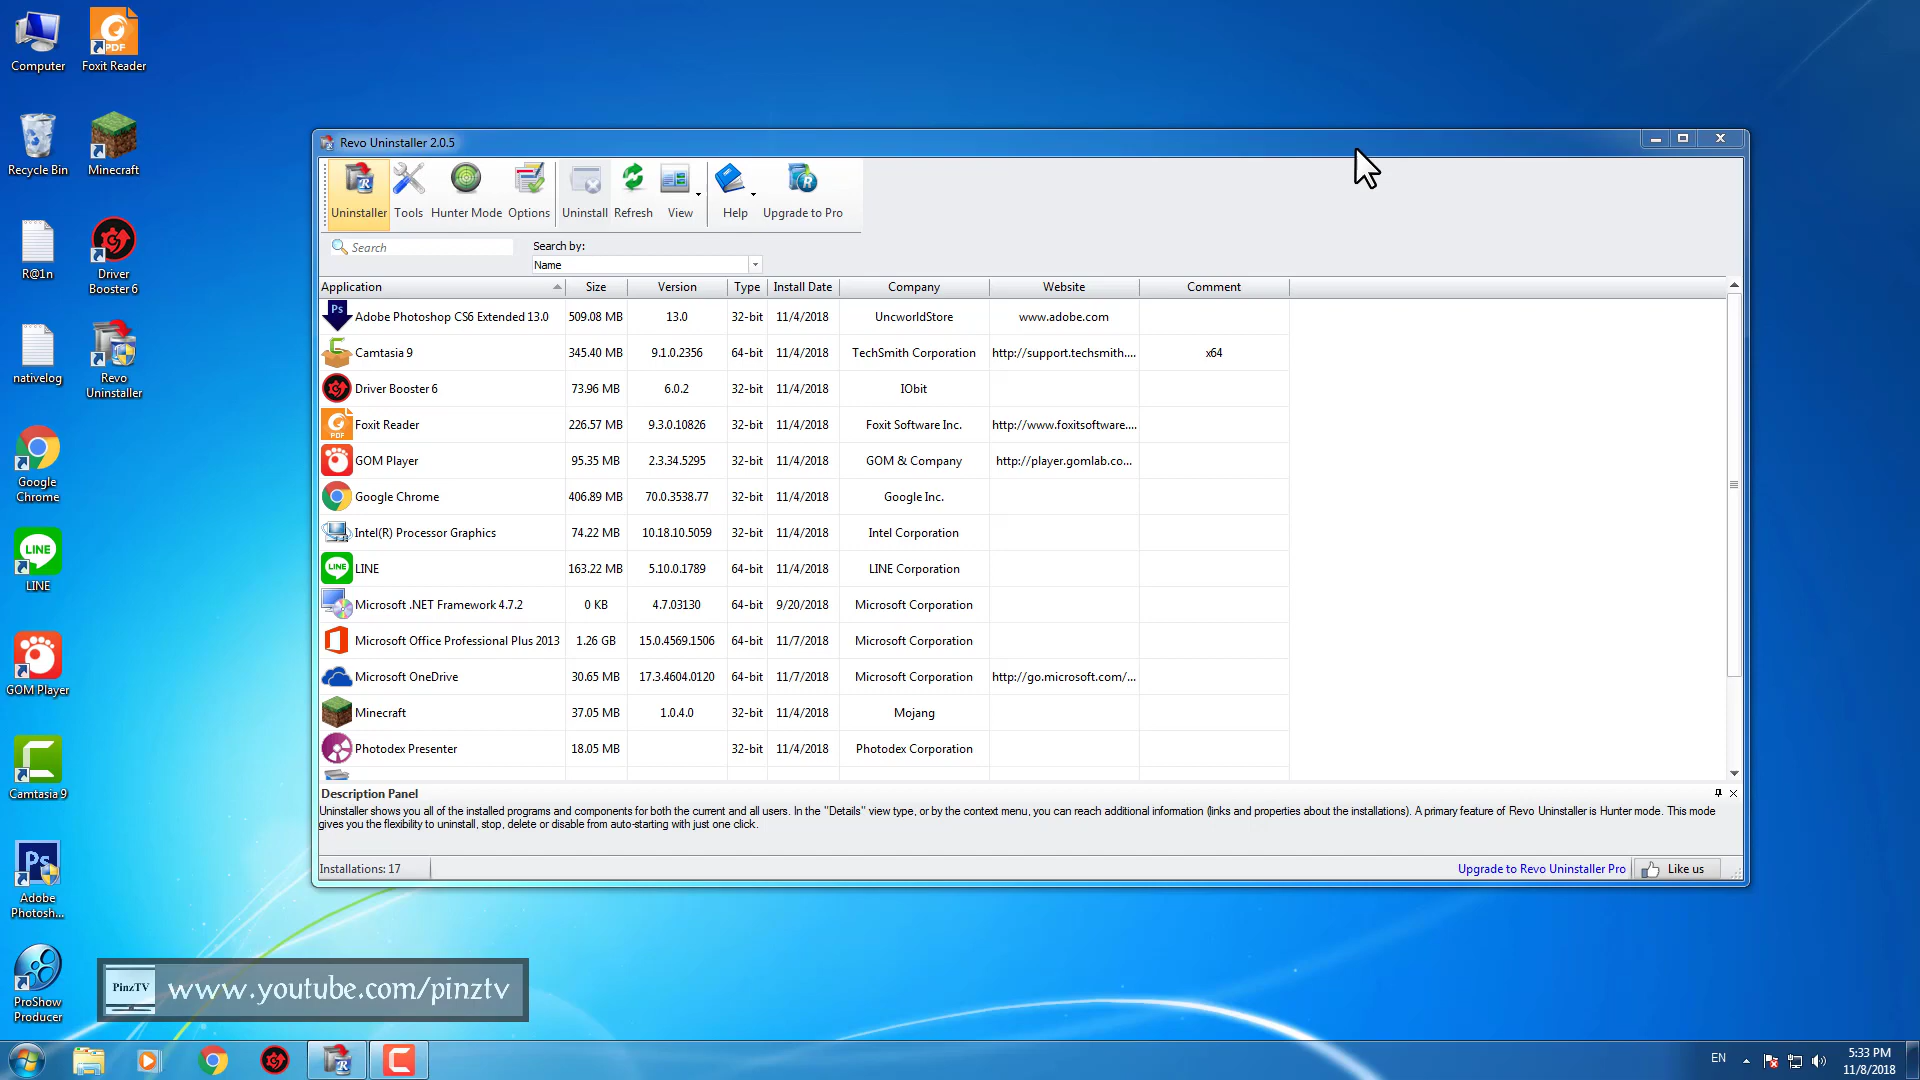 Computer
Foxit Reader
Recycle Bin
Minecraft
R@1n
Driver
Booster 6
nativelog
Revo
Uninstaller
Google
Chrome
LINE
LINE
GOM Player
Camtasia 9
Ps
Adobe
Photosh...
ProShow
Producer
Revo Uninstaller 2.0.5
Uninstaller Tools Hunter Mode Options Uninstall Refresh View Help Upgrade to Pro
Search
Search by:
Name
Application Size Version Type Install Date Company Website Comment
Adobe Photoshop CS6 Extended 13.0 509.08 MB 13.0 32-bit 11/4/2018 UncworldStore www.adobe.com
Camtasia 9 345.40 MB 9.1.0.2356 64-bit 11/4/2018 TechSmith Corporation http://support.techsmith.... x64
Driver Booster 6 73.96 MB 6.0.2 32-bit 11/4/2018 IObit
Foxit Reader 226.57 MB 9.3.0.10826 32-bit 11/4/2018 Foxit Software Inc. http://www.foxitsoftware....
GOM Player 95.35 MB 2.3.34.5295 32-bit 11/4/2018 GOM & Company http://player.gomlab.co...
Google Chrome 406.89 MB 70.0.3538.77 32-bit 11/4/2018 Google Inc.
Intel(R) Processor Graphics 74.22 MB 10.18.10.5059 32-bit 11/4/2018 Intel Corporation
LINE 163.22 MB 5.10.0.1789 64-bit 11/4/2018 LINE Corporation
Microsoft .NET Framework 4.7.2 0 KB 4.7.03130 64-bit 9/20/2018 Microsoft Corporation
Microsoft Office Professional Plus 2013 1.26 GB 15.0.4569.1506 64-bit 11/7/2018 Microsoft Corporation
Microsoft OneDrive 30.65 MB 17.3.4604.0120 64-bit 11/7/2018 Microsoft Corporation http://go.microsoft.com/...
Minecraft 37.05 MB 1.0.4.0 32-bit 11/4/2018 Mojang
Photodex Presenter 18.05 MB 32-bit 11/4/2018 Photodex Corporation
Description Panel
Uninstaller shows you all of the installed programs and components for both the current and all users. In the "Details" view type, or by the context menu, you can reach additional information (links and properties about the installations). A primary feature of Revo Uninstaller is Hunter mode. This mode
gives you the flexibility to uninstall, stop, delete or disable from auto-starting with just one click.
Installations: 17
Upgrade to Revo Uninstaller Pro
Like us
PinzTV
www.youtube.com/pinztv
EN
5:33 PM
11/8/2018